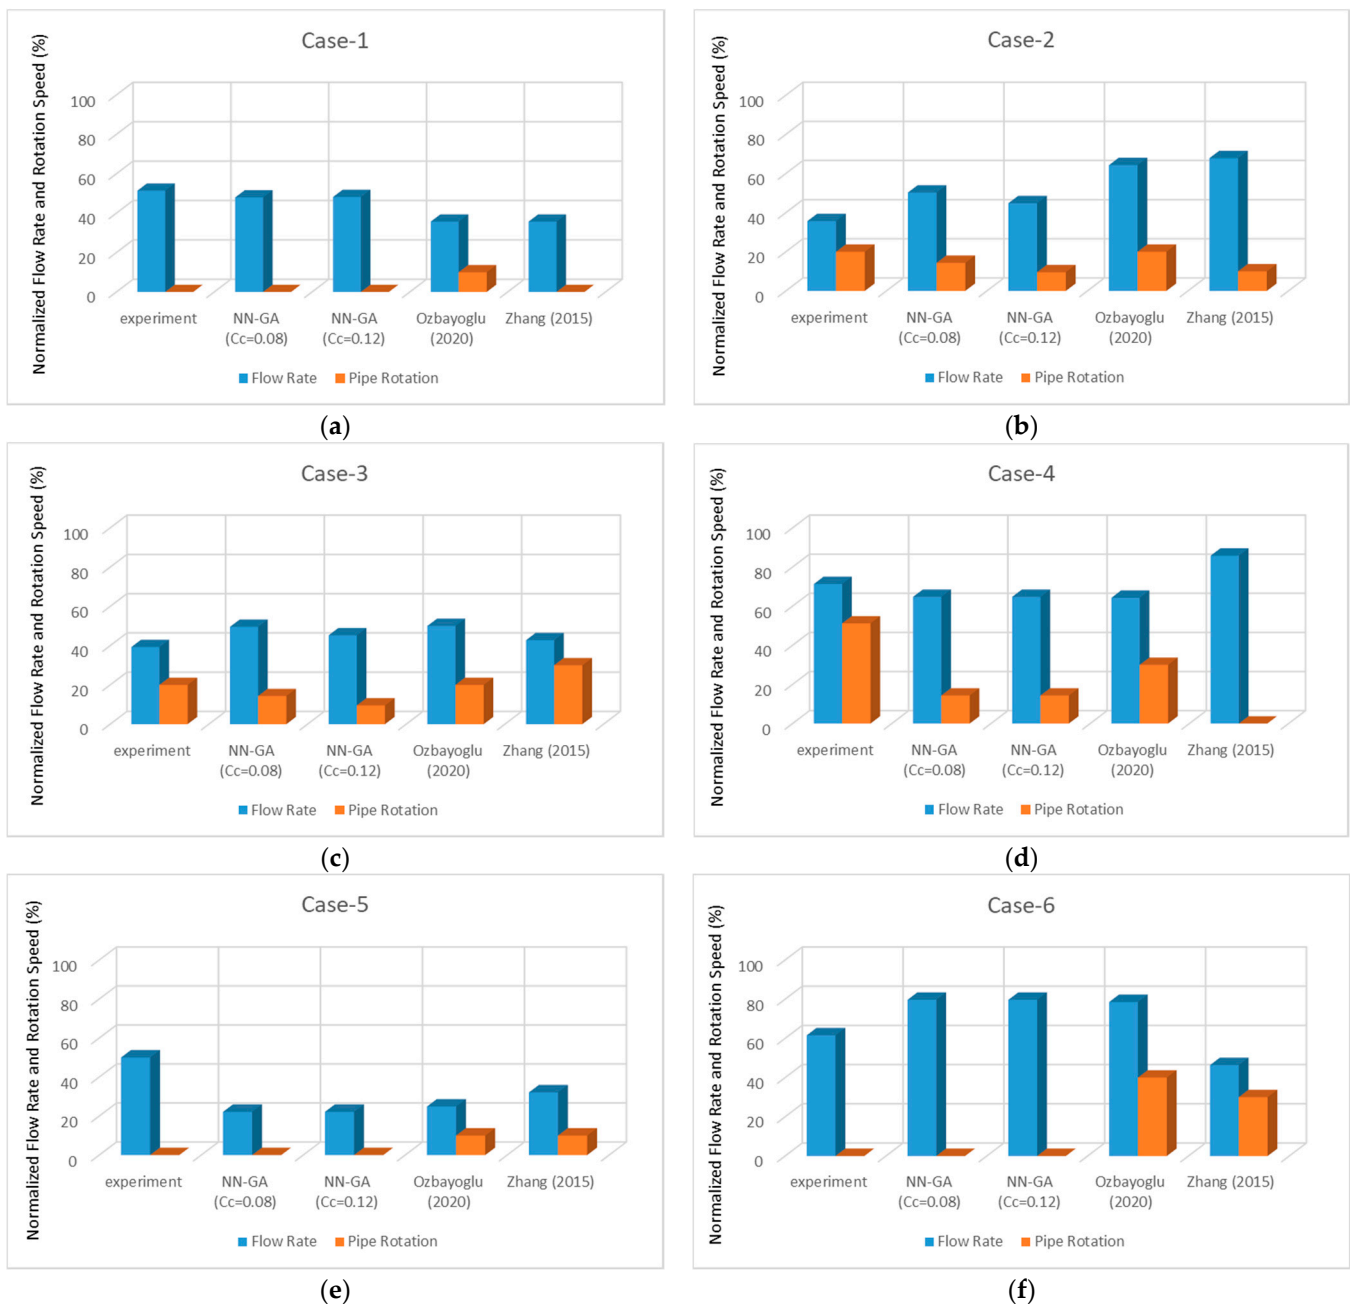 Case-1
Normalized Flow Rate and Rotation Speed (%)
100
80
60
40
20
0
experiment
NN-GA
(Cc=0.08)
NN-GA
(Cc=0.12)
Ozbayoglu
(2020)
Zhang (2015)
Flow Rate
Pipe Rotation
(a)
Case-2
Normalized Flow Rate and Rotation Speed (%)
100
80
60
40
20
0
experiment
NN-GA
(Cc=0.08)
NN-GA
(Cc=0.12)
Ozbayoglu
(2020)
Zhang (2015)
Flow Rate
Pipe Rotation
(b)
Case-3
Normalized Flow Rate and Rotation Speed (%)
100
80
60
40
20
0
experiment
NN-GA
(Cc=0.08)
NN-GA
(Cc=0.12)
Ozbayoglu
(2020)
Zhang (2015)
Flow Rate
Pipe Rotation
(c)
Case-4
Normalized Flow Rate and Rotation Speed (%)
100
80
60
40
20
0
experiment
NN-GA
(Cc=0.08)
NN-GA
(Cc=0.12)
Ozbayoglu
(2020)
Zhang (2015)
Flow Rate
Pipe Rotation
(d)
Case-5
Normalized Flow Rate and Rotation Speed (%)
100
80
60
40
20
0
experiment
NN-GA
(Cc=0.08)
NN-GA
(Cc=0.12)
Ozbayoglu
(2020)
Zhang (2015)
Flow Rate
Pipe Rotation
(e)
Case-6
Normalized Flow Rate and Rotation Speed (%)
100
80
60
40
20
0
experiment
NN-GA
(Cc=0.08)
NN-GA
(Cc=0.12)
Ozbayoglu
(2020)
Zhang (2015)
Flow Rate
Pipe Rotation
(f)